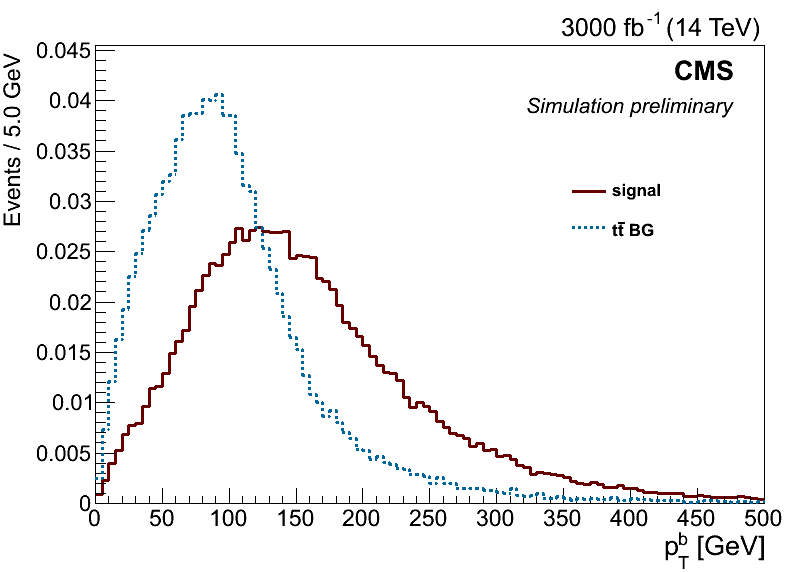 3000 fb⁻¹ (14 TeV)
CMS
Simulation preliminary
signal
tt̄ BG
Events / 5.0 GeV
0.045
0.04
0.035
0.03
0.025
0.02
0.015
0.01
0.005
0
0 50 100 150 200 250 300 350 400 450 500
p_T^b [GeV]